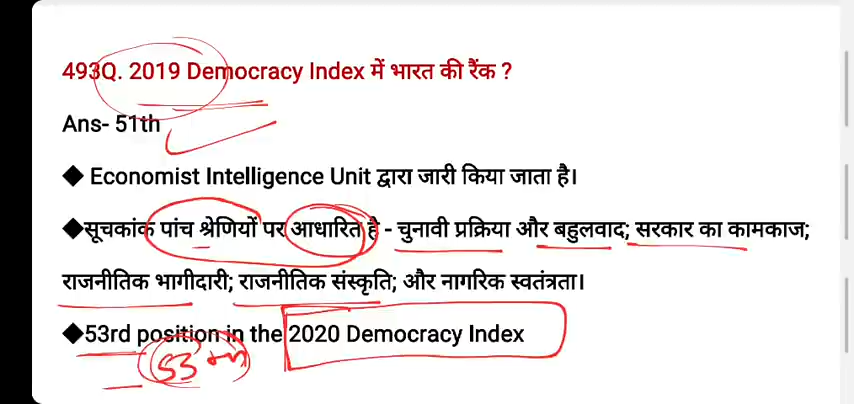 493Q. 2019 Democracy Index में भारत की रैंक ?
Ans- 51th
◆ Economist Intelligence Unit द्वारा जारी किया जाता है।
◆सूचकांक पांच श्रेणियों पर आधारित है - चुनावी प्रक्रिया और बहुलवाद; सरकार का कामकाज;
राजनीतिक भागीदारी; राजनीतिक संस्कृति; और नागरिक स्वतंत्रता।
◆53rd position in the 2020 Democracy Index
53